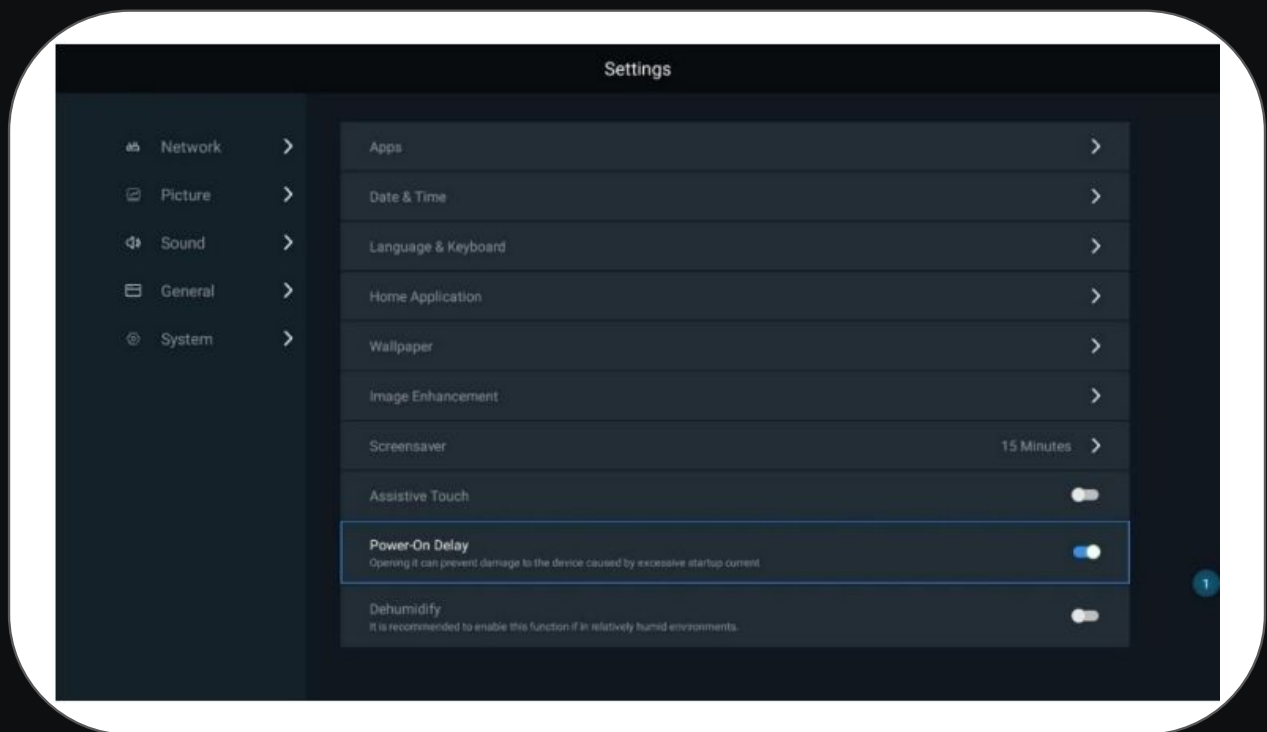 Settings
Network
Picture
Sound
General
System
Apps
Date & Time
Language & Keyboard
Home Application
Wallpaper
Image Enhancement
Screensaver 15 Minutes
Assistive Touch
Power-On Delay
Opening it can prevent damage to the device caused by excessive startup current
Dehumidify
It is recommended to enable this function if in relatively humid environments.
1